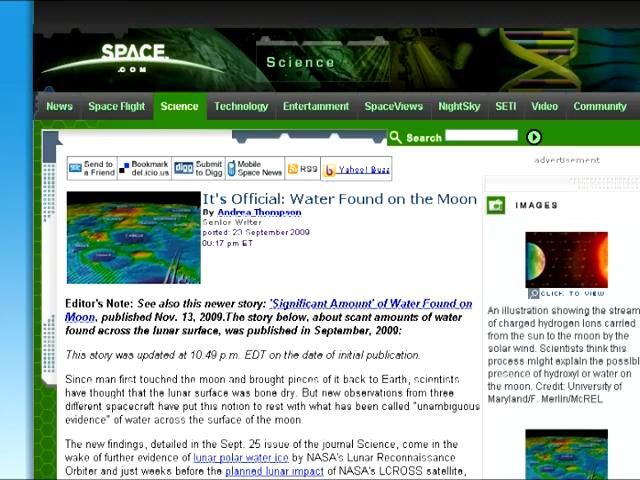 SPACE.
.COM
Science
News Space Flight Science Technology Entertainment SpaceViews NightSky SETI Video Community
Search
advertisement
Send to a Friend
Bookmark del.icio.us
Submit to Digg
Mobile Space News
RSS
Yahoo! Buzz
It's Official: Water Found on the Moon
By Andrea Thompson
Senior Writer
posted: 23 September 2009
06:17 pm ET
Editor's Note: See also this newer story: 'Significant Amount' of Water Found on
Moon, published Nov. 13, 2009.The story below, about scant amounts of water
found across the lunar surface, was published in September, 2009:
This story was updated at 10:49 p.m. EDT on the date of initial publication.
Since man first touched the moon and brought pieces of it back to Earth, scientists
have thought that the lunar surface was bone dry. But new observations from three
different spacecraft have put this notion to rest with what has been called "unambiguous
evidence" of water across the surface of the moon.
The new findings, detailed in the Sept. 25 issue of the journal Science, come in the
wake of further evidence of lunar polar water ice by NASA's Lunar Reconnaissance
Orbiter and just weeks before the planned lunar impact of NASA's LCROSS satellite,
IMAGES
CLICK TO VIEW
An illustration showing the stream
of charged hydrogen ions carried
from the sun to the moon by the
solar wind. Scientists think this
process might explain the possibl
presence of hydroxyl or water on
the moon. Credit: University of
Maryland/F. Merlin/McREL